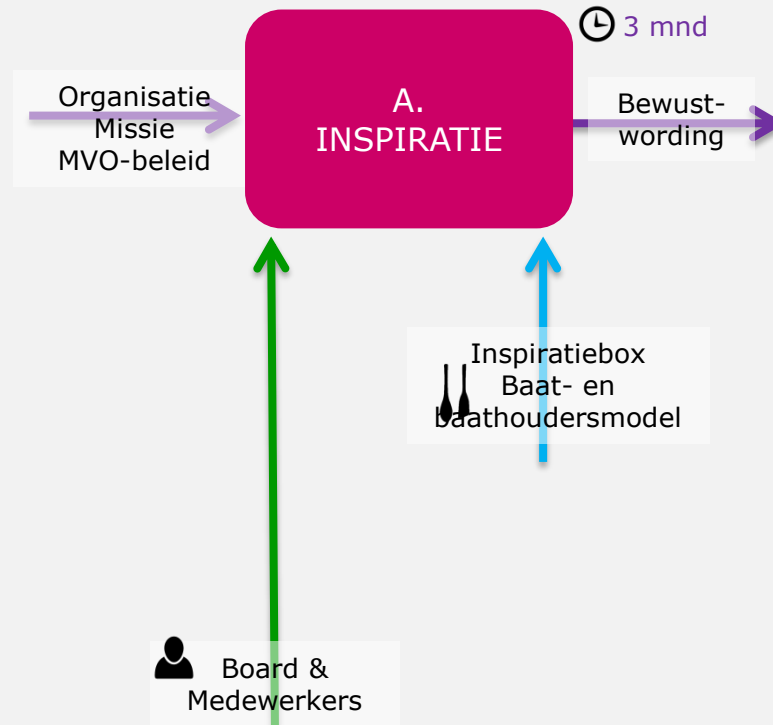 3 mnd
Organisatie
Missie
MVO-beleid
A.
INSPIRATIE
Bewust-
wording
Inspiratiebox
Baat- en
baathoudersmodel
Board &
Medewerkers